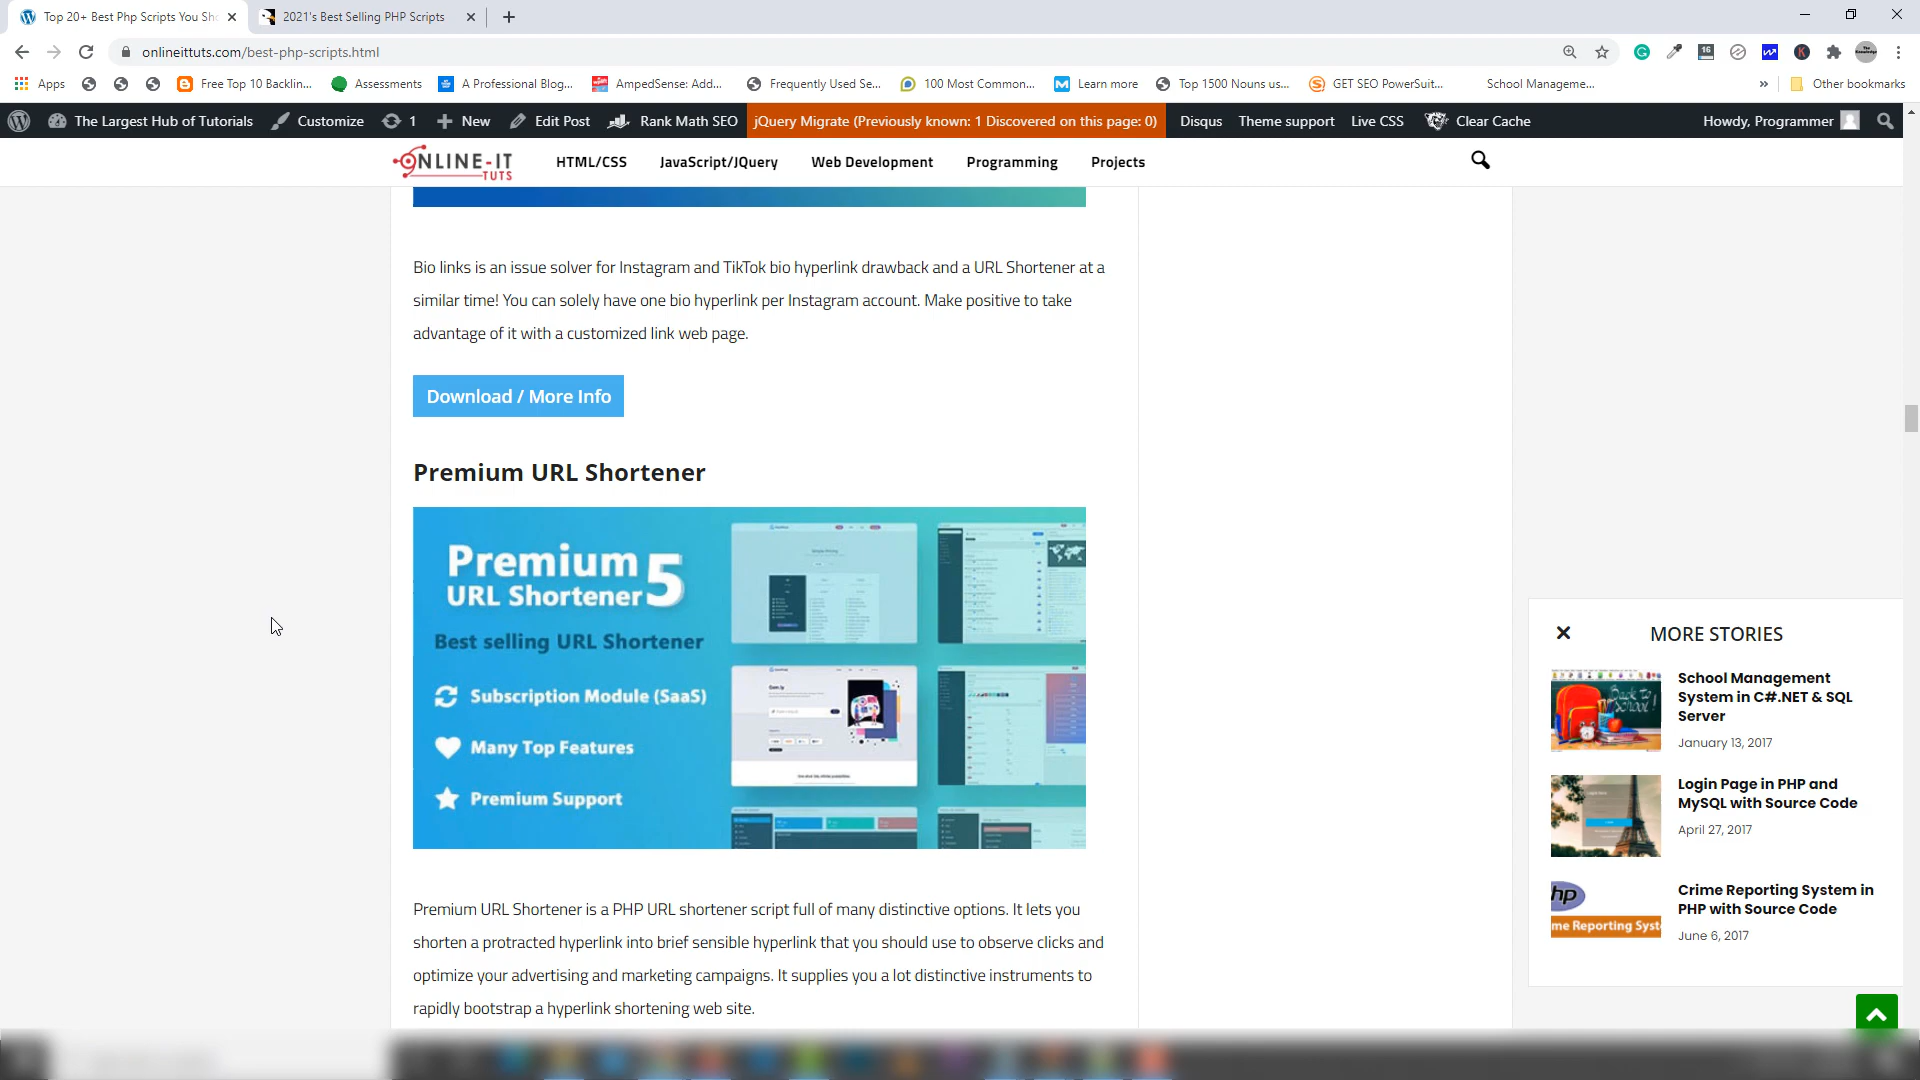 Top 20+ Best Php Scripts You Sho
2021's Best Selling PHP Scripts
onlineittuts.com/best-php-scripts.html
Apps
Free Top 10 Backlin...
Assessments
A Professional Blog...
AmpedSense: Add...
Frequently Used Se...
100 Most Common...
Learn more
Top 1500 Nouns us...
GET SEO PowerSuit...
School Manageme...
»
Other bookmarks
The Largest Hub of Tutorials
Customize
1
New
Edit Post
Rank Math SEO
jQuery Migrate (Previously known: 1 Discovered on this page: 0)
Disqus
Theme support
Live CSS
Clear Cache
Howdy, Programmer
ONLINE-IT
TUTS
HTML/CSS
JavaScript/JQuery
Web Development
Programming
Projects
Bio links is an issue solver for Instagram and TikTok bio hyperlink drawback and a URL Shortener at a
similar time! You can solely have one bio hyperlink per Instagram account. Make positive to take
advantage of it with a customized link web page.
Download / More Info
Premium URL Shortener
Premium 5
URL Shortener
Best selling URL Shortener
Subscription Module (SaaS)
Many Top Features
Premium Support
Premium URL Shortener is a PHP URL shortener script full of many distinctive options. It lets you
shorten a protracted hyperlink into brief sensible hyperlink that you should use to observe clicks and
optimize your advertising and marketing campaigns. It supplies you a lot distinctive instruments to
rapidly bootstrap a hyperlink shortening web site.
MORE STORIES
School Management
System in C#.NET & SQL
Server
January 13, 2017
Login Page in PHP and
MySQL with Source Code
April 27, 2017
Crime Reporting System in
PHP with Source Code
June 6, 2017
hp
me Reporting Syst